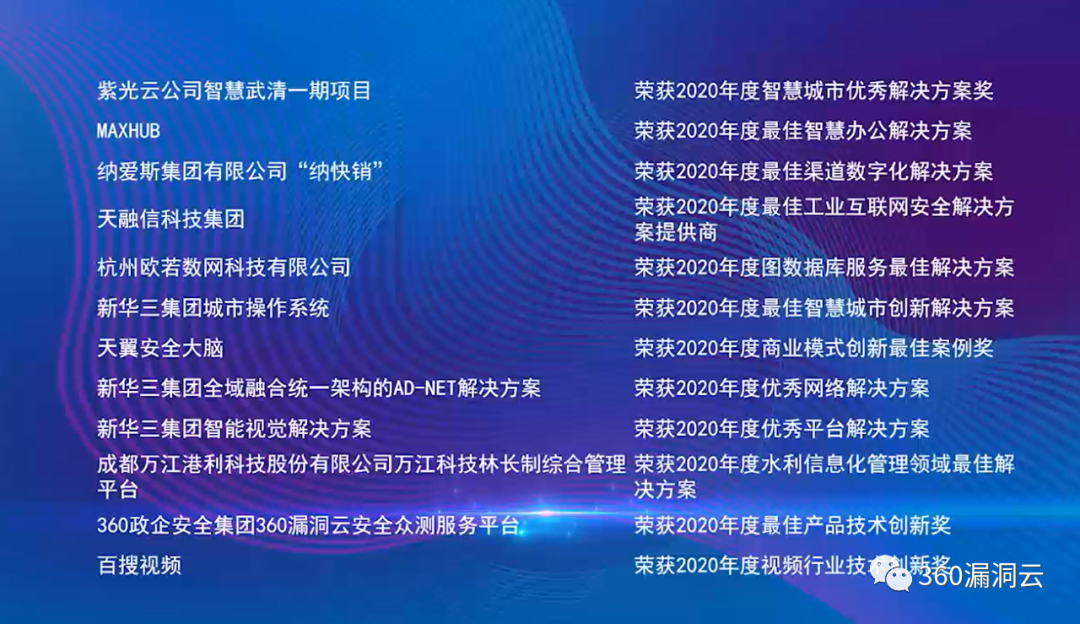 紫光云公司智慧武清一期项目 荣获2020年度智慧城市优秀解决方案奖
MAXHUB 荣获2020年度最佳智慧办公解决方案
纳爱斯集团有限公司“纳快销” 荣获2020年度最佳渠道数字化解决方案
天融信科技集团 荣获2020年度最佳工业互联网安全解决方
案提供商
杭州欧若数网科技有限公司 荣获2020年度图数据库服务最佳解决方案
新华三集团城市操作系统 荣获2020年度最佳智慧城市创新解决方案
天翼安全大脑 荣获2020年度商业模式创新最佳案例奖
新华三集团全域融合统一架构的AD-NET解决方案 荣获2020年度优秀网络解决方案
新华三集团智能视觉解决方案 荣获2020年度优秀平台解决方案
成都万江港利科技股份有限公司万江科技林长制综合管理 荣获2020年度水利信息化管理领域最佳解
平台 决方案
360政企安全集团360漏洞云安全众测服务平台 荣获2020年度最佳产品技术创新奖
百搜视频 荣获2020年度视频行业技术创新奖
360漏洞云